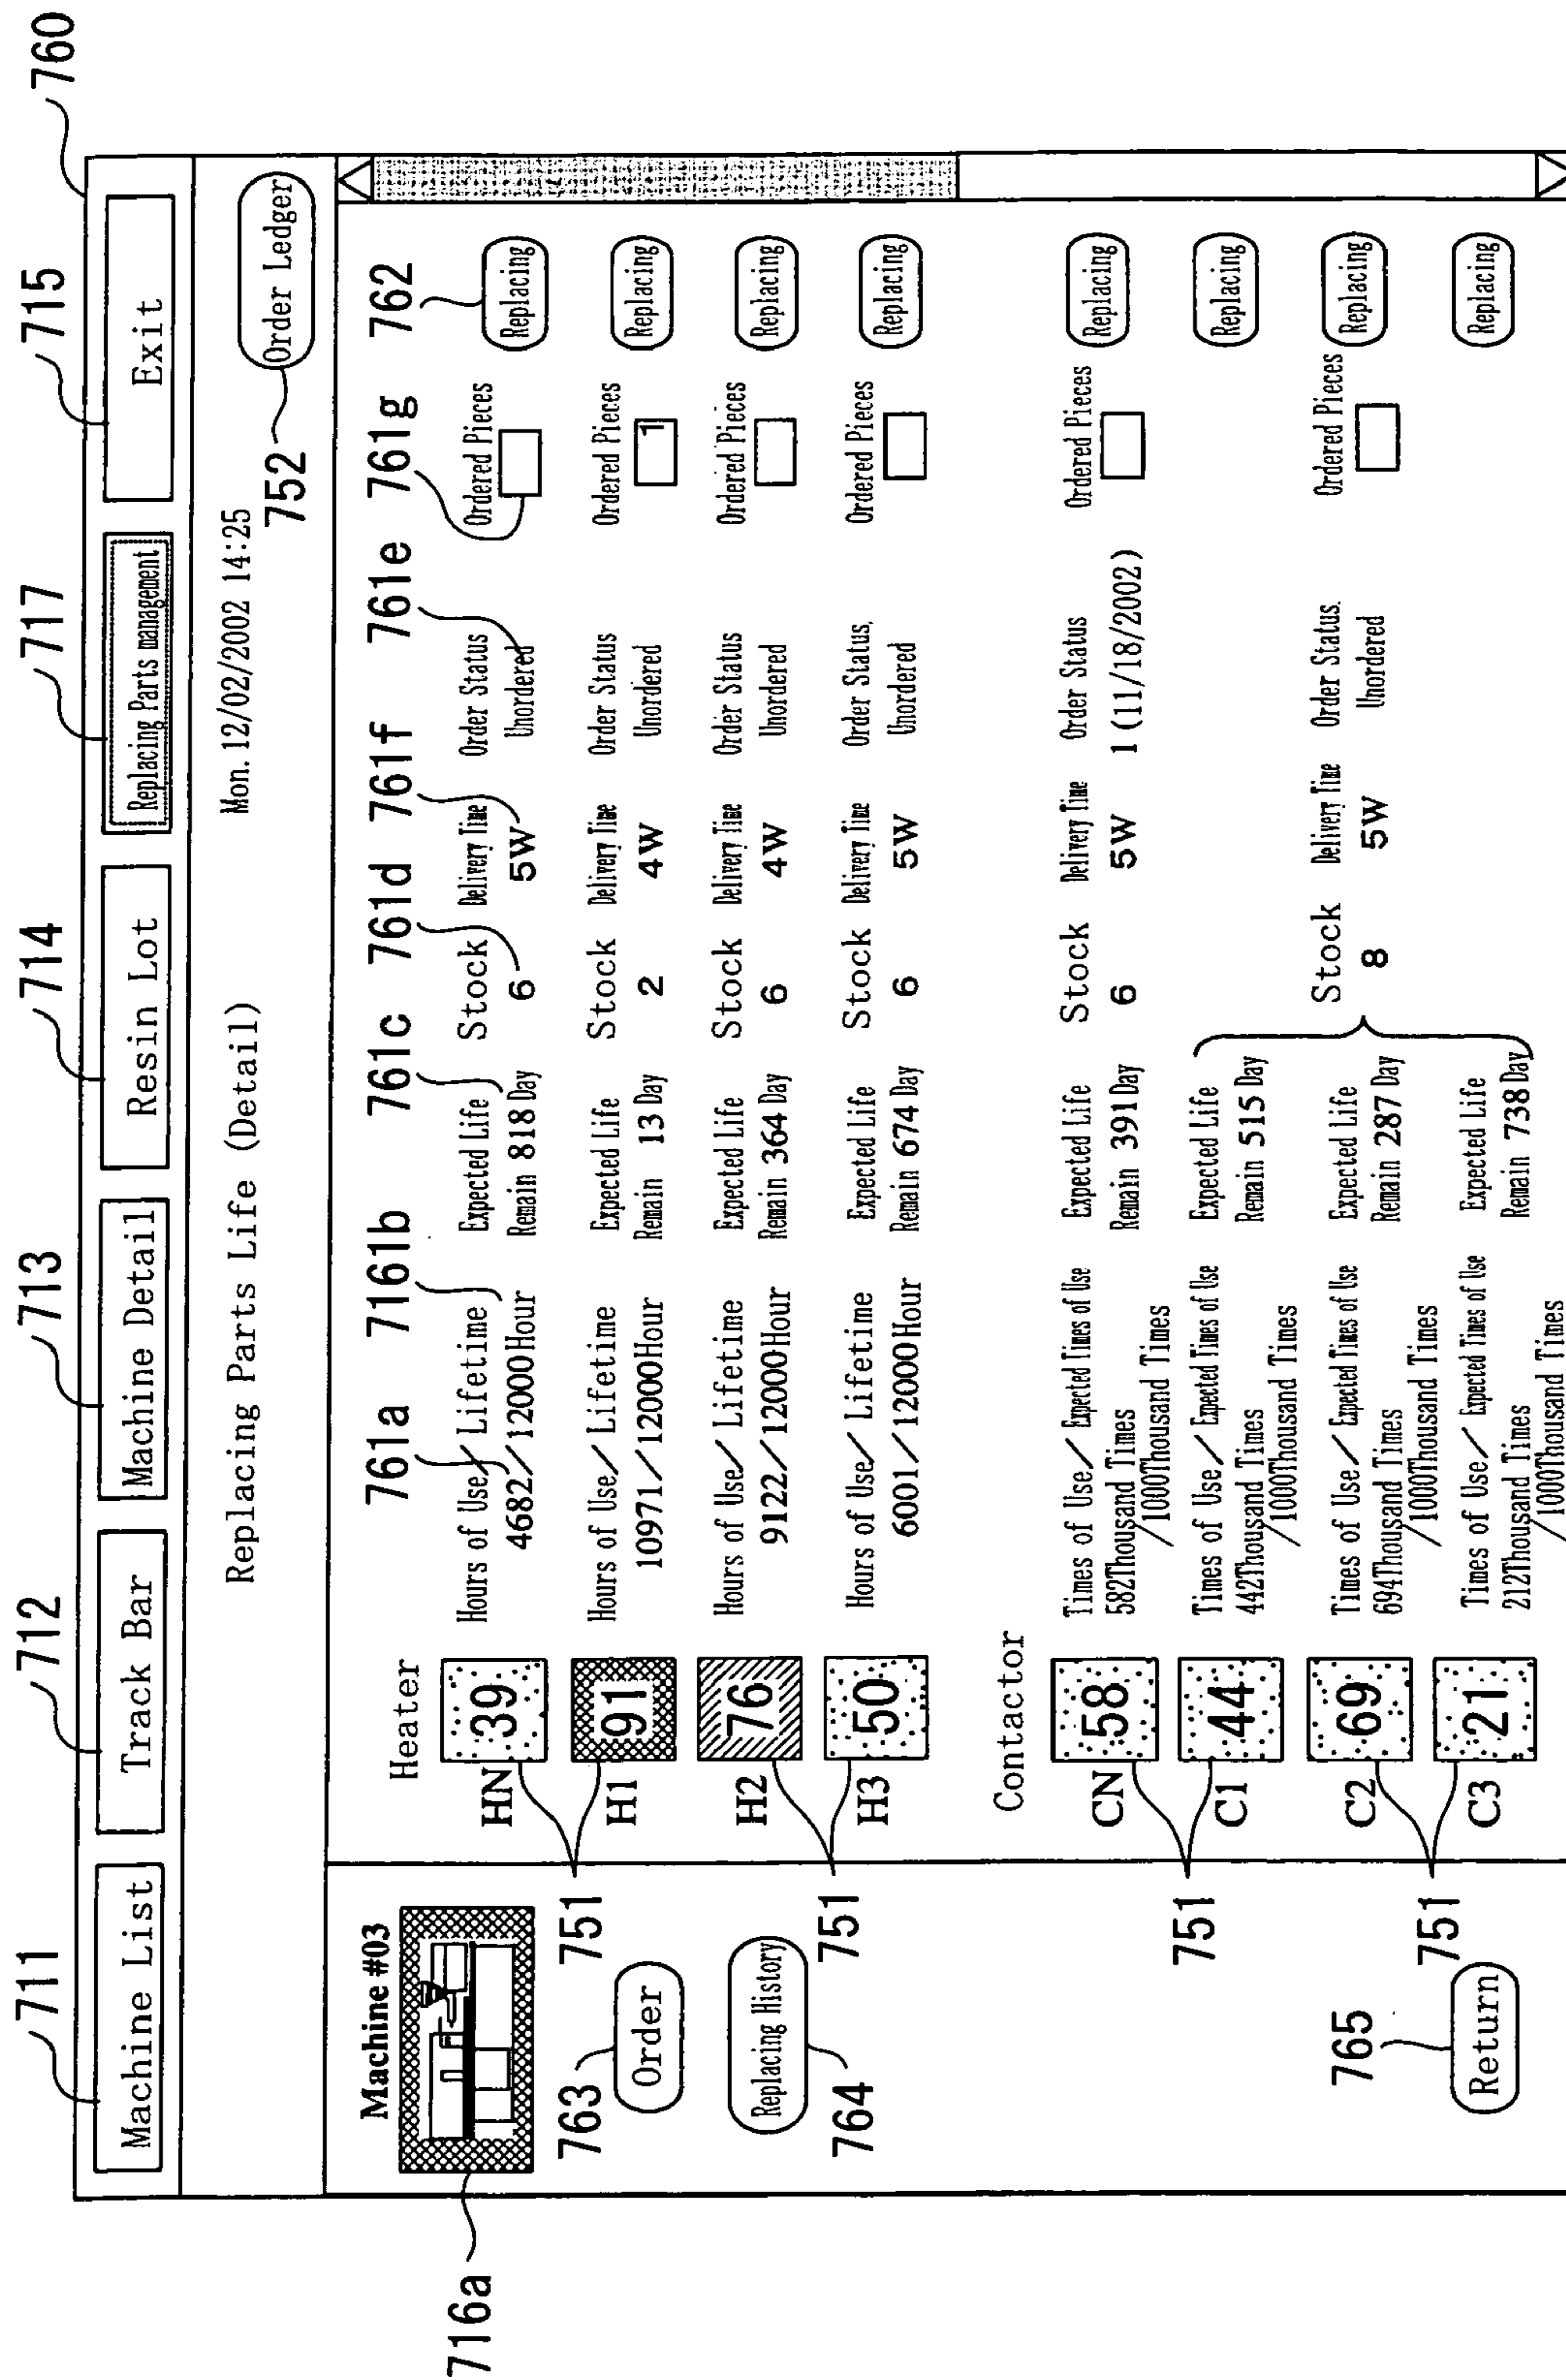 760
711 712 713 714 717 715
Machine List Track Bar Machine Detail Resin Lot Replacing Parts management Exit
Replacing Parts Life (Detail) Mon. 12/02/2002 14:25 Order Ledger
752
716a
Machine #03
763
Order
Replacing History
764
765
Return
751
751
751
751
761a 7161b 761c 761d 761f 761e 761g 762
Heater
HN 39 Hours of Use/Lifetime Expected Life Stock Delivery Time Order Status Ordered Pieces Replacing
4682/12000Hour Remain 818 Day 6 5W Unordered
H1 91 Hours of Use/Lifetime Expected Life Stock Delivery Time Order Status Ordered Pieces Replacing
10971/12000Hour Remain 13 Day 2 4W Unordered 1
H2 76 Hours of Use/Lifetime Expected Life Stock Delivery Time Order Status Ordered Pieces Replacing
9122/12000Hour Remain 364 Day 6 4W Unordered
H3 50 Hours of Use/Lifetime Expected Life Stock Delivery Time Order Status. Ordered Pieces Replacing
6001/12000Hour Remain 674 Day 6 5W Unordered
Contactor
CN 58 Times of Use/Expected Times of Use Expected Life Stock Delivery Time Order Status Ordered Pieces Replacing
582Thousand Times Remain 391Day 6 5W 1 (11/18/2002)
/1000Thousand Times
C1 44 Times of Use/Expected Times of Use Expected Life Replacing
442Thousand Times Remain 515 Day
/1000Thousand Times
C2 69 Times of Use/Expected Times of Use Expected Life Stock Delivery Time Order Status. Ordered Pieces Replacing
694Thousand Times Remain 287 Day 8 5W Unordered
/1000Thousand Times
C3 21 Times of Use/Expected Times of Use Expected Life Replacing
212Thousand Times Remain 738 Day
/1000Thousand Times